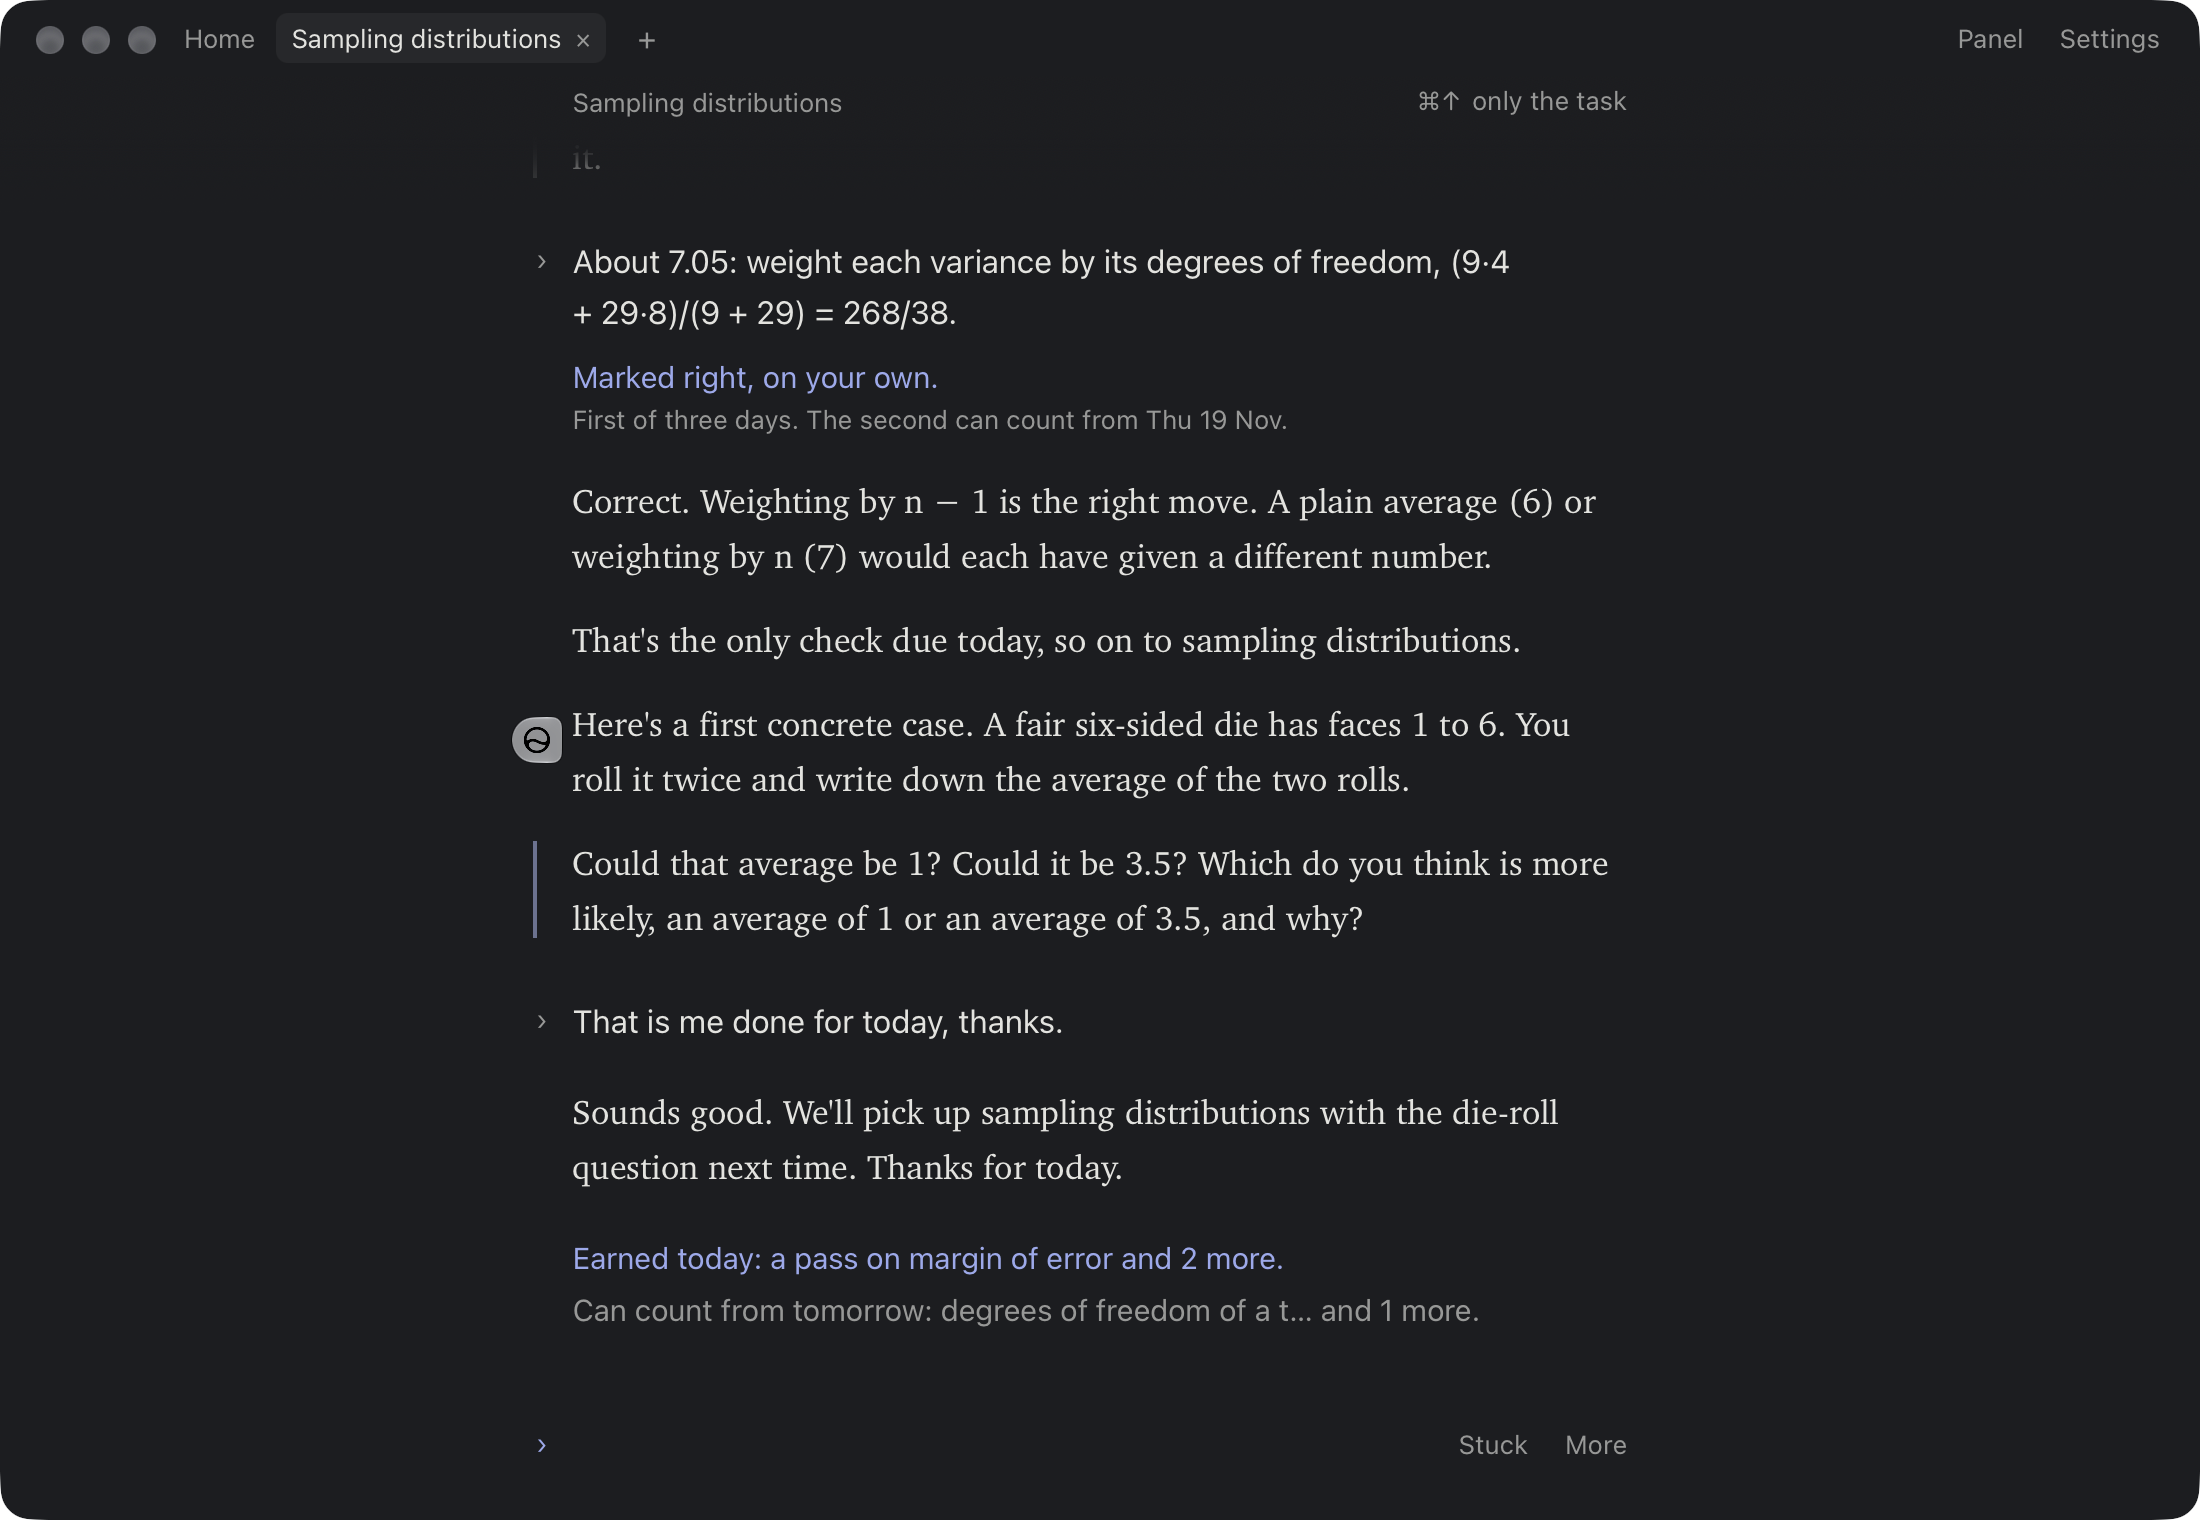 Home
Sampling distributions ×
+
Panel
Settings
Sampling distributions
⌘↑ only the task
it.
› About 7.05: weight each variance by its degrees of freedom, (9·4
+ 29·8)/(9 + 29) = 268/38.
Marked right, on your own.
First of three days. The second can count from Thu 19 Nov.
Correct. Weighting by n − 1 is the right move. A plain average (6) or
weighting by n (7) would each have given a different number.
That's the only check due today, so on to sampling distributions.
Here's a first concrete case. A fair six-sided die has faces 1 to 6. You
roll it twice and write down the average of the two rolls.
Could that average be 1? Could it be 3.5? Which do you think is more
likely, an average of 1 or an average of 3.5, and why?
› That is me done for today, thanks.
Sounds good. We'll pick up sampling distributions with the die-roll
question next time. Thanks for today.
Earned today: a pass on margin of error and 2 more.
Can count from tomorrow: degrees of freedom of a t... and 1 more.
›
Stuck
More